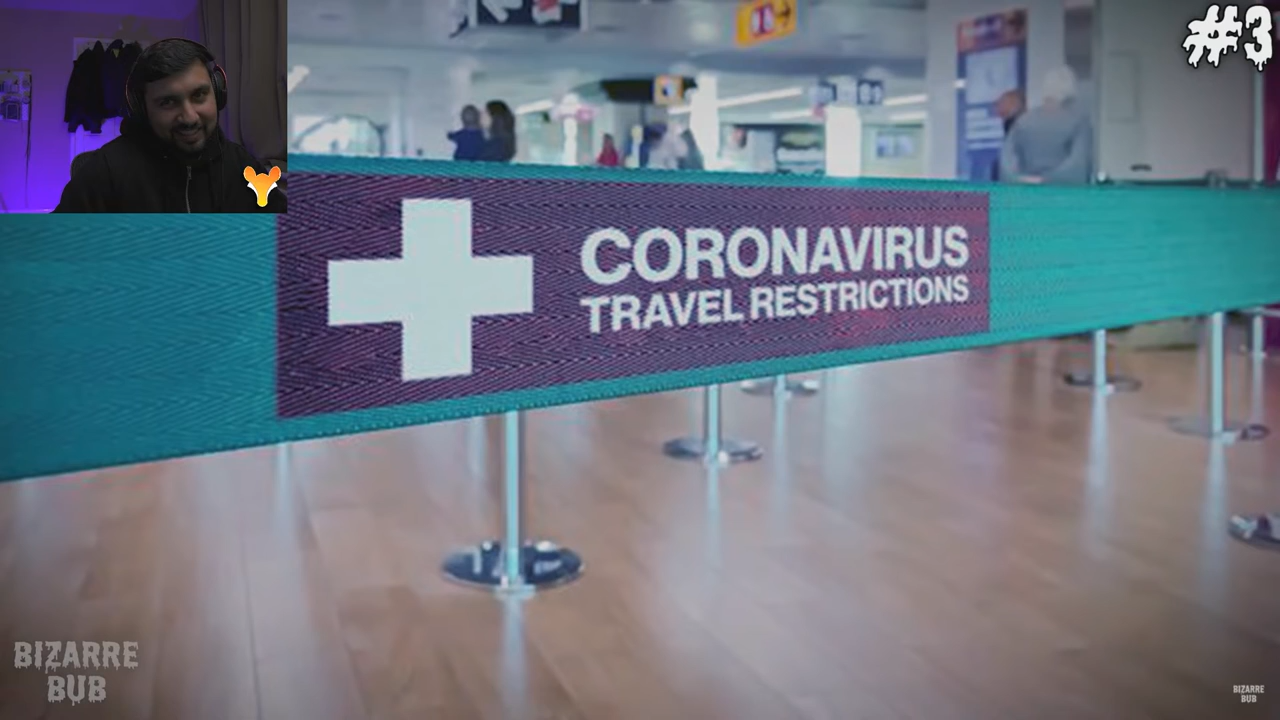 #3
CORONAVIRUS
TRAVEL RESTRICTIONS
BIZARRE
BUB
BIZARRE
BUB